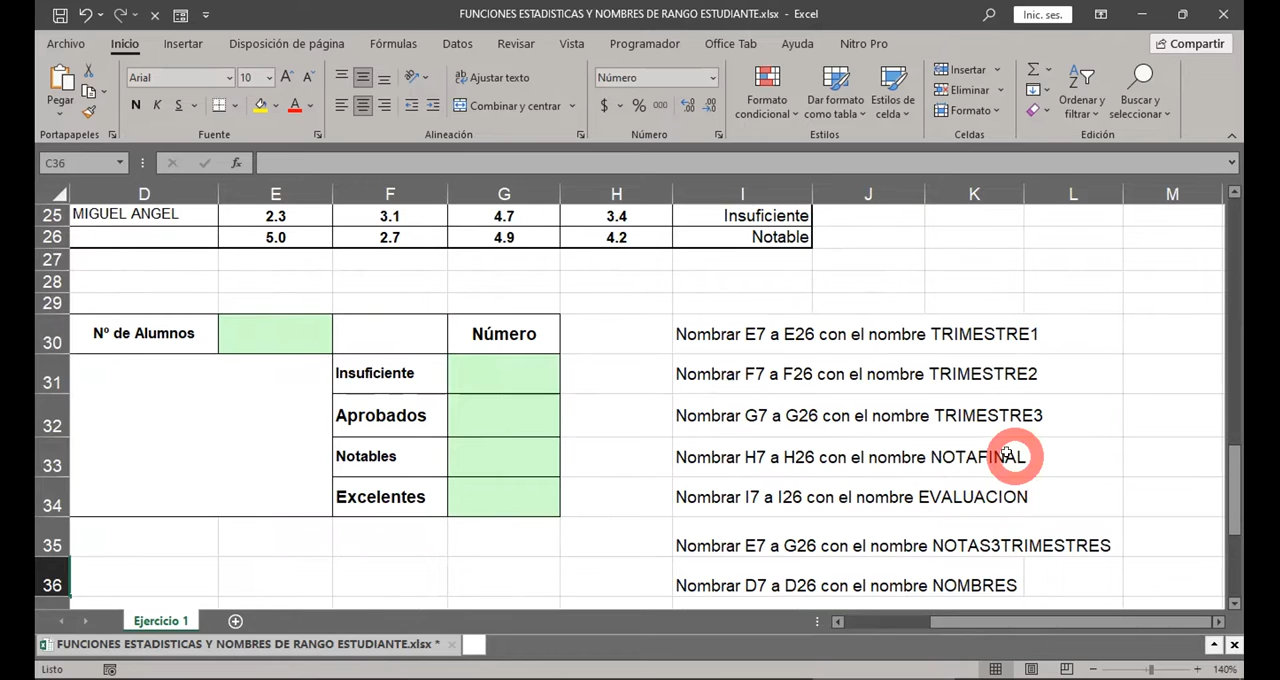 FUNCIONES ESTADISTICAS Y NOMBRES DE RANGO ESTUDIANTE.xlsx - Excel
Inic. ses.
Archivo Inicio Insertar Disposición de página Fórmulas Datos Revisar Vista Programador Office Tab Ayuda Nitro Pro
Compartir
Pegar
Arial 10
N K S
Ajustar texto
Combinar y centrar
Número
$ % 000
Formato condicional
Dar formato como tabla
Estilos de celda
Insertar
Eliminar
Formato
Ordenar y filtrar
Buscar y seleccionar
Portapapeles Fuente Alineación Número Estilos Celdas Edición
C36 fx
D E F G H I J K L M
25 MIGUEL ANGEL 2.3 3.1 4.7 3.4 Insuficiente
26 5.0 2.7 4.9 4.2 Notable
27
28
29
30 Nº de Alumnos Número Nombrar E7 a E26 con el nombre TRIMESTRE1
31 Insuficiente Nombrar F7 a F26 con el nombre TRIMESTRE2
32 Aprobados Nombrar G7 a G26 con el nombre TRIMESTRE3
33 Notables Nombrar H7 a H26 con el nombre NOTAFINAL
34 Excelentes Nombrar I7 a I26 con el nombre EVALUACION
35 Nombrar E7 a G26 con el nombre NOTAS3TRIMESTRES
36 Nombrar D7 a D26 con el nombre NOMBRES
Ejercicio 1
FUNCIONES ESTADISTICAS Y NOMBRES DE RANGO ESTUDIANTE.xlsx *
Listo
140%